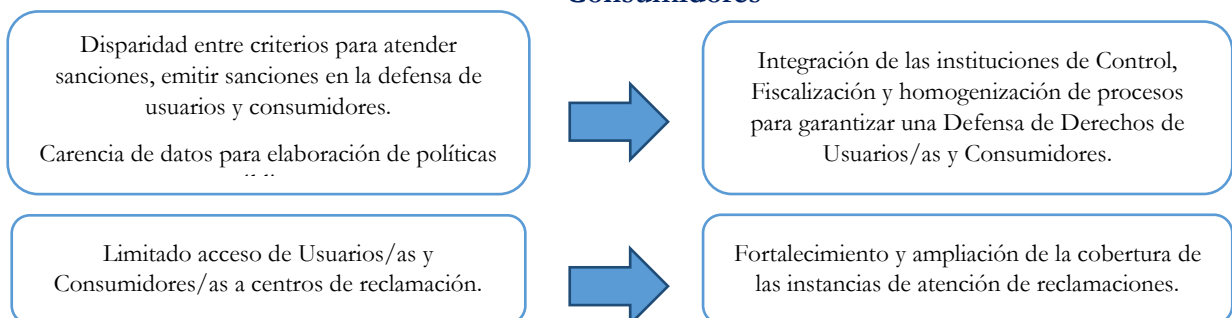 Consumidores
Disparidad entre criterios para atender
sanciones, emitir sanciones en la defensa de
usuarios y consumidores.
Carencia de datos para elaboración de políticas
Integración de las instituciones de Control,
Fiscalización y homogenización de procesos
para garantizar una Defensa de Derechos de
Usuarios/as y Consumidores.
Limitado acceso de Usuarios/as y
Consumidores/as a centros de reclamación.
Fortalecimiento y ampliación de la cobertura de
las instancias de atención de reclamaciones.